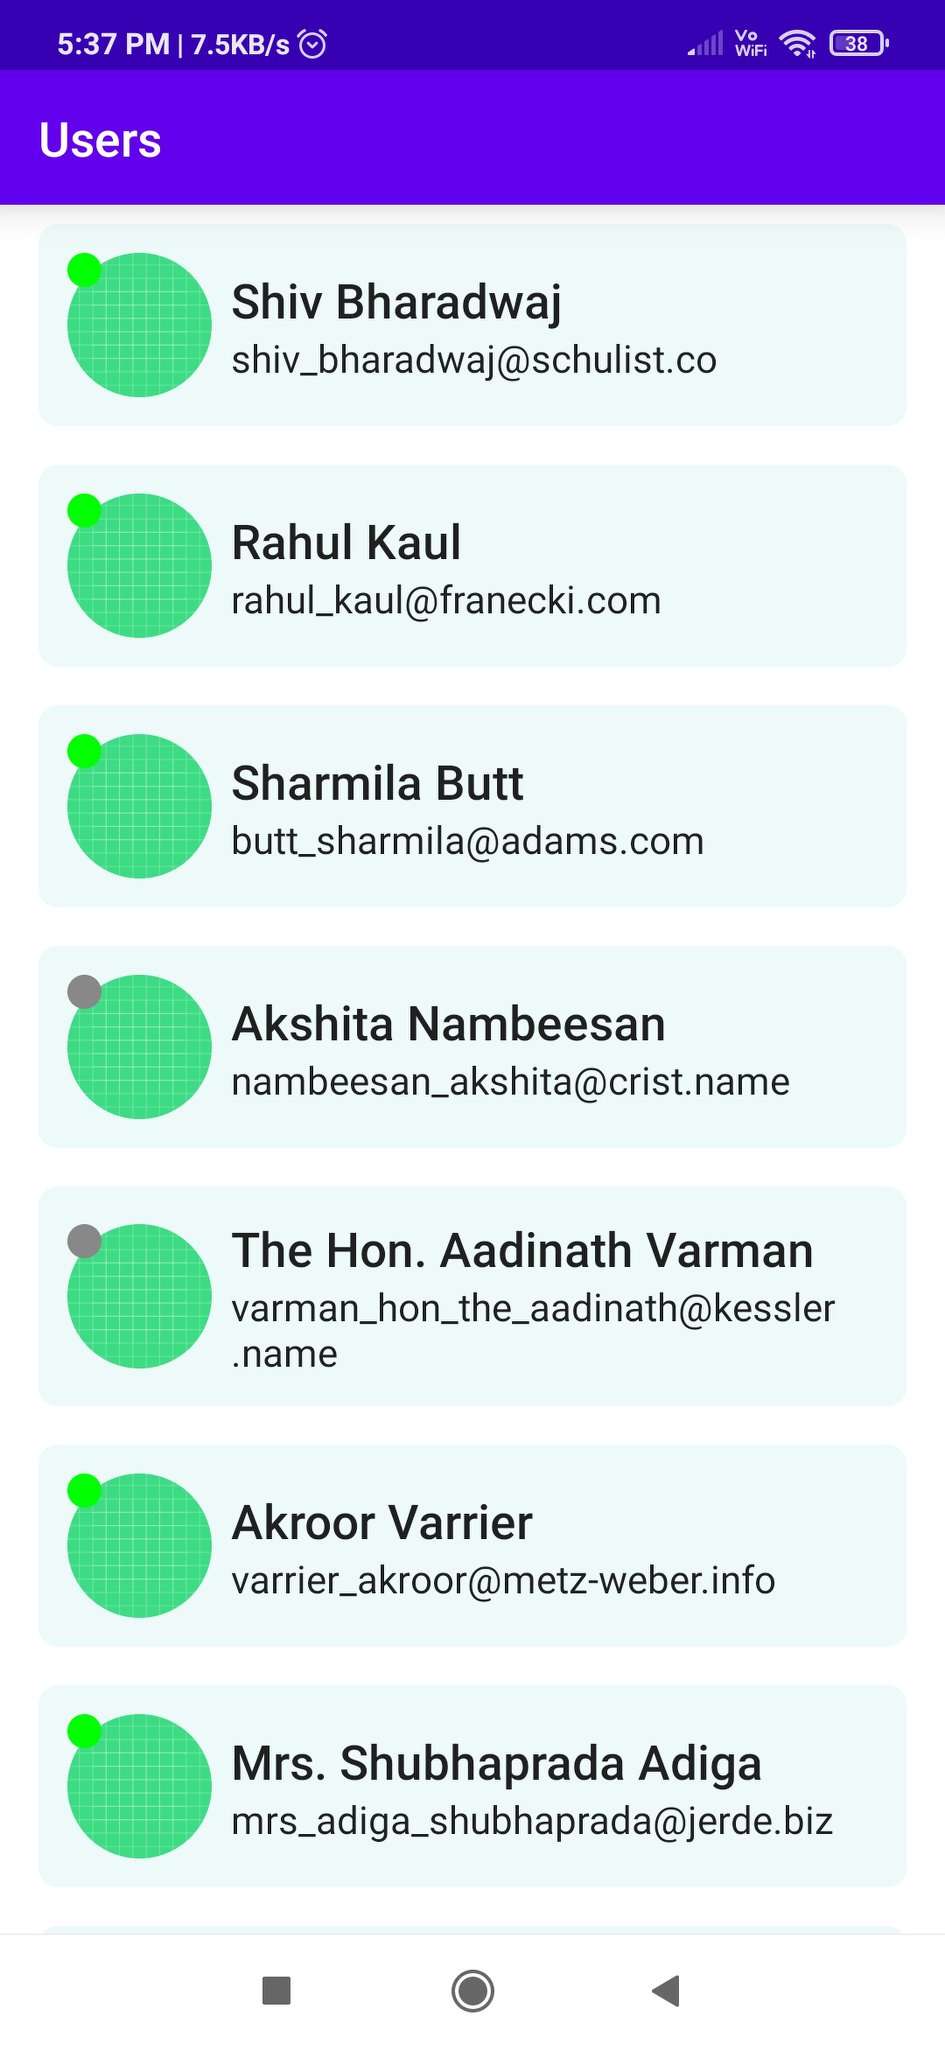 5:37 PM | 7.5KB/s
Vo
WiFi
38
Users
Shiv Bharadwaj
shiv_bharadwaj@schulist.co
Rahul Kaul
rahul_kaul@franecki.com
Sharmila Butt
butt_sharmila@adams.com
Akshita Nambeesan
nambeesan_akshita@crist.name
The Hon. Aadinath Varman
varman_hon_the_aadinath@kessler
.name
Akroor Varrier
varrier_akroor@metz-weber.info
Mrs. Shubhaprada Adiga
mrs_adiga_shubhaprada@jerde.biz